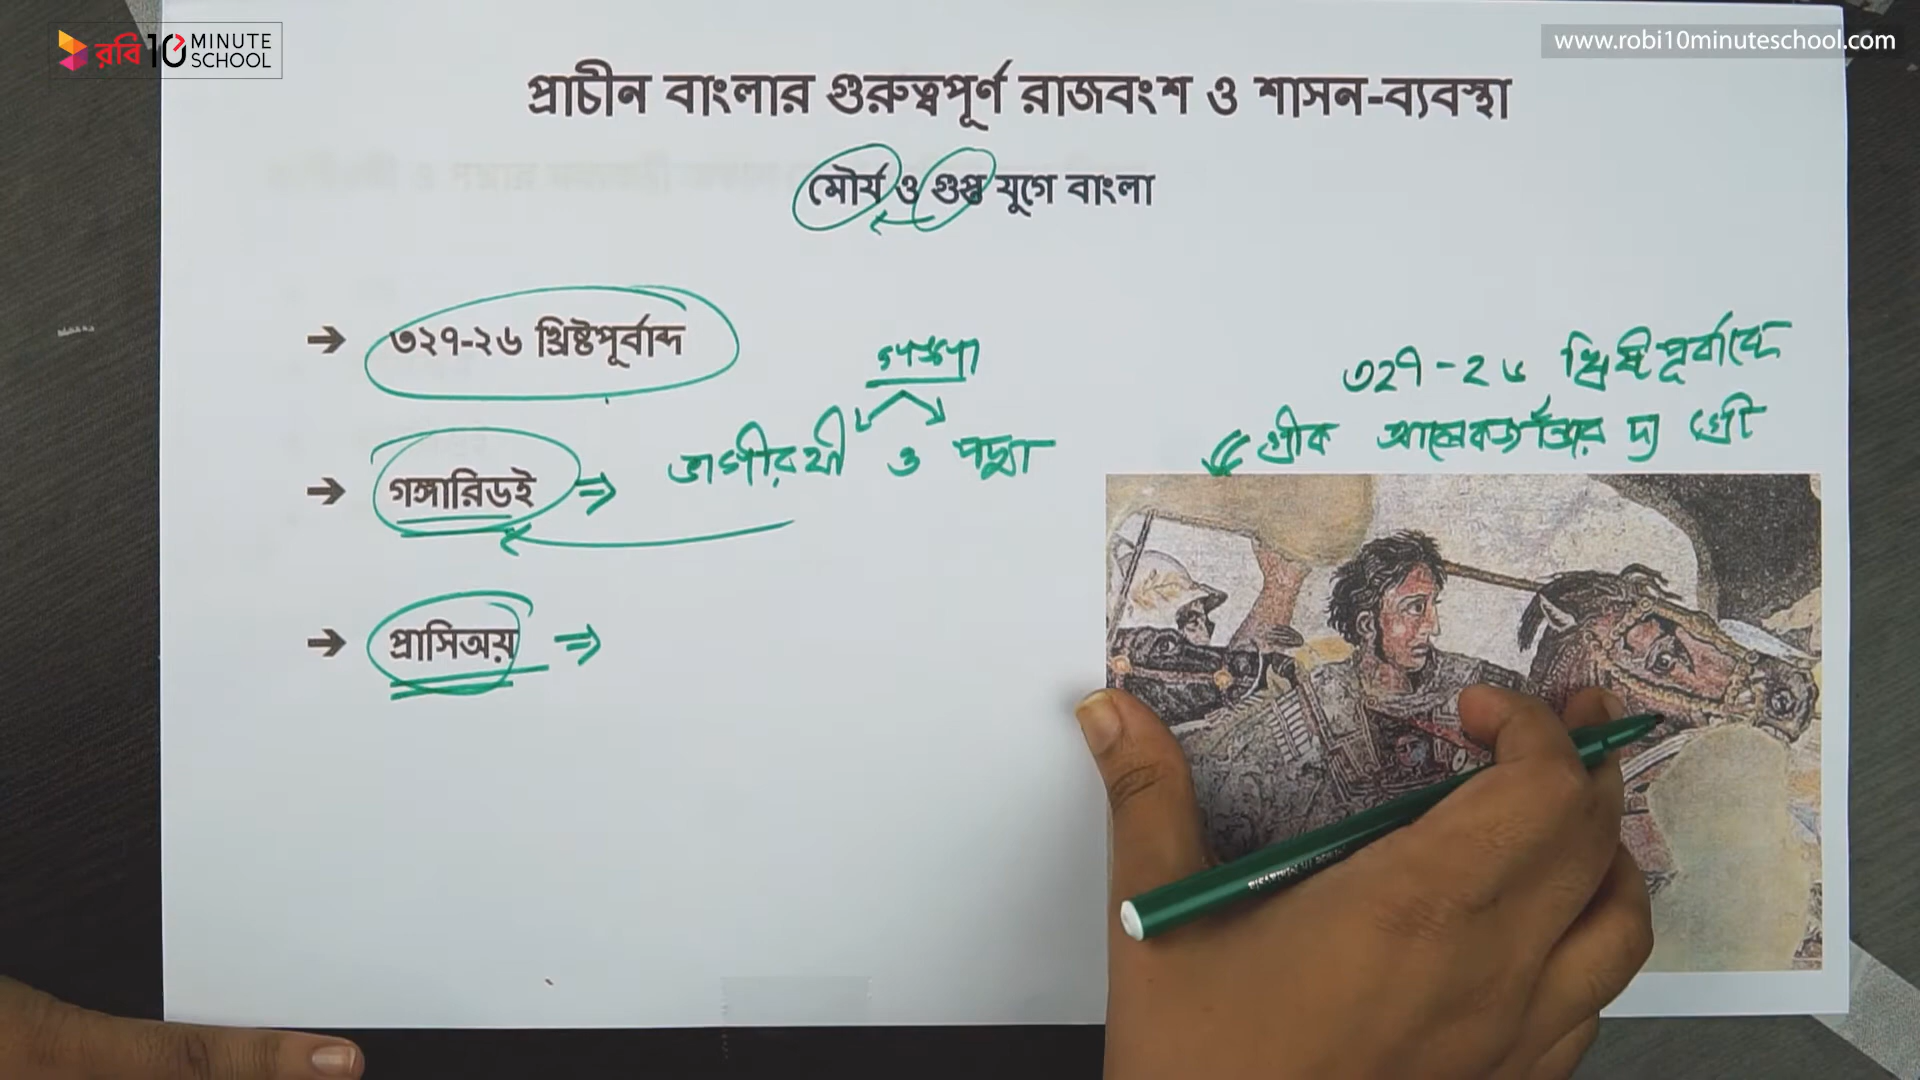 রবি 10 MINUTE SCHOOL
www.robi10minuteschool.com
প্রাচীন বাংলার গুরুত্বপূর্ণ রাজবংশ ও শাসন-ব্যবস্থা
মৌর্য ও গুপ্ত যুগে বাংলা
→ ৩২৭-২৬ খ্রিষ্টপূর্বাব্দ
৩২৭-২৬ খ্রিষ্টপূর্বাব্দে
গ্রীক আলেকজান্ডার দ্য গ্রেট
→ গঙ্গারিডই ⇒ ভাগীরথী ও পদ্মা
→ প্রাসিঅয় ⇒